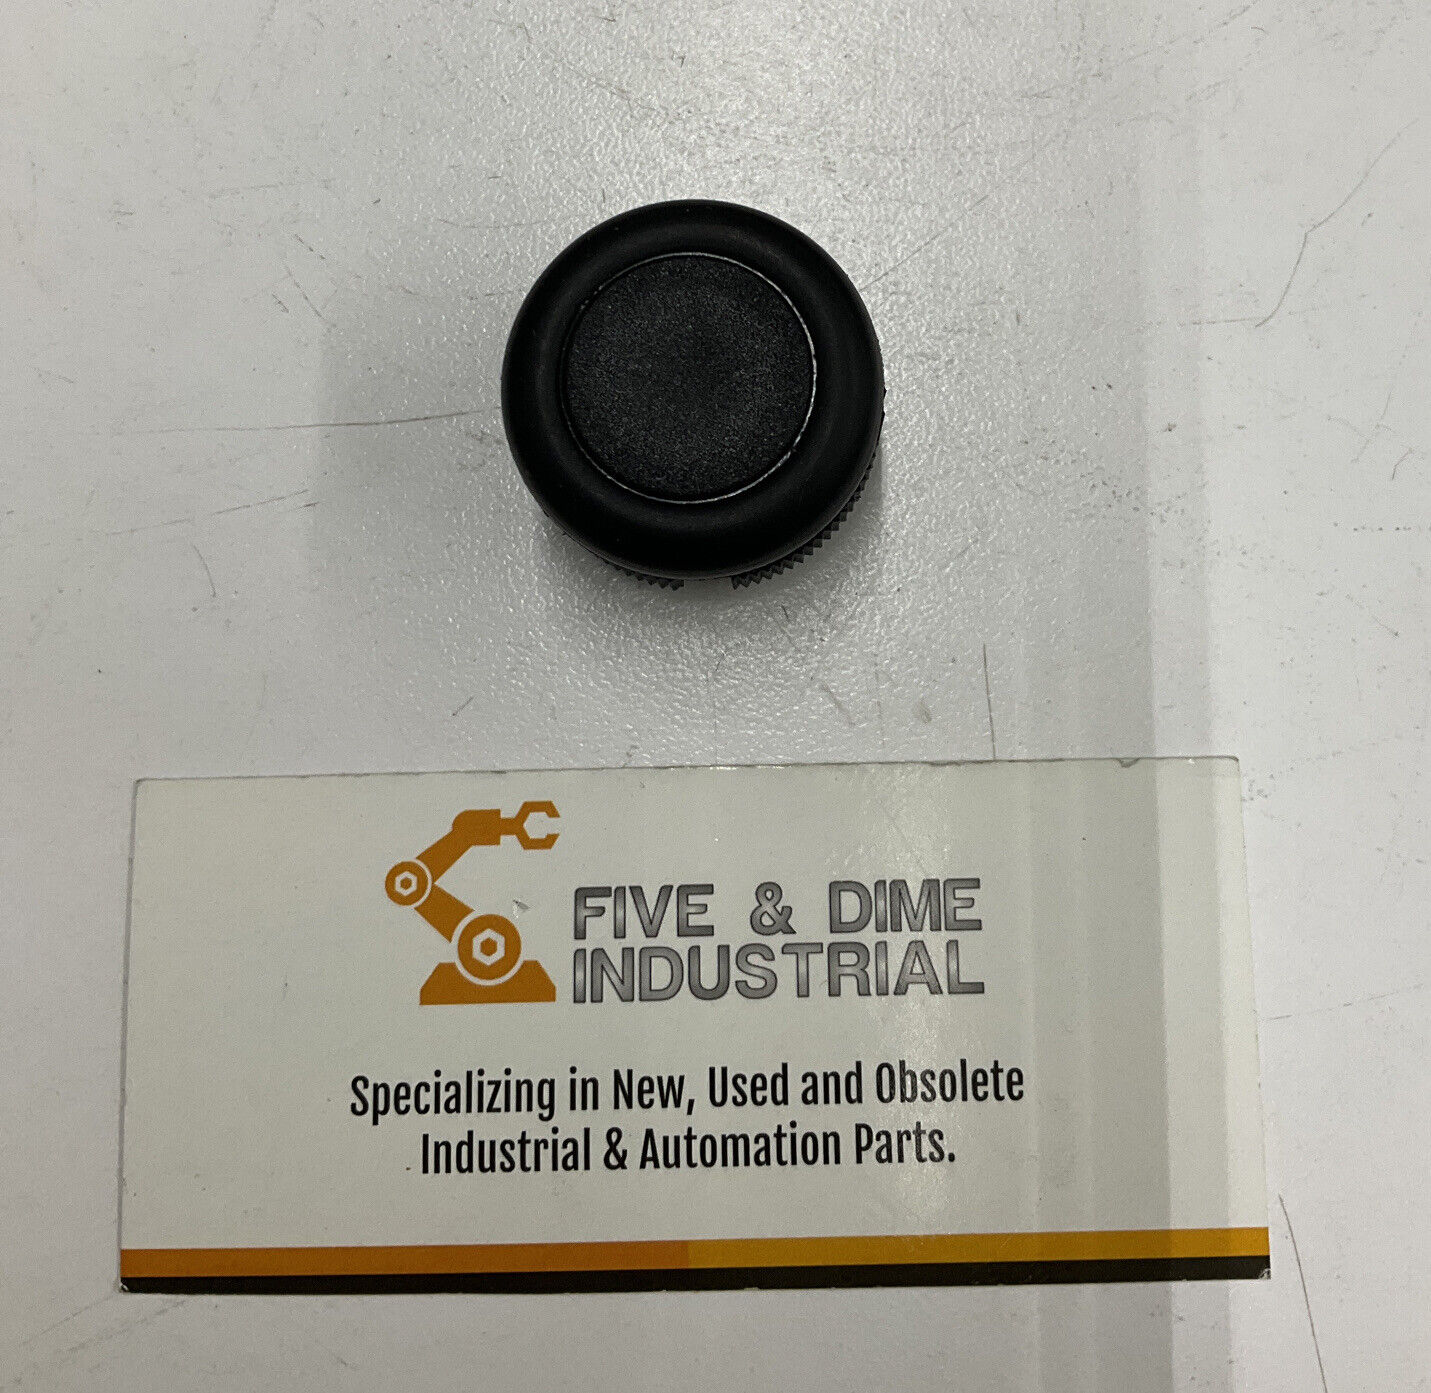 FIVE & DIME
INDUSTRIAL
Specializing in New, Used and Obsolete
Industrial & Automation Parts.